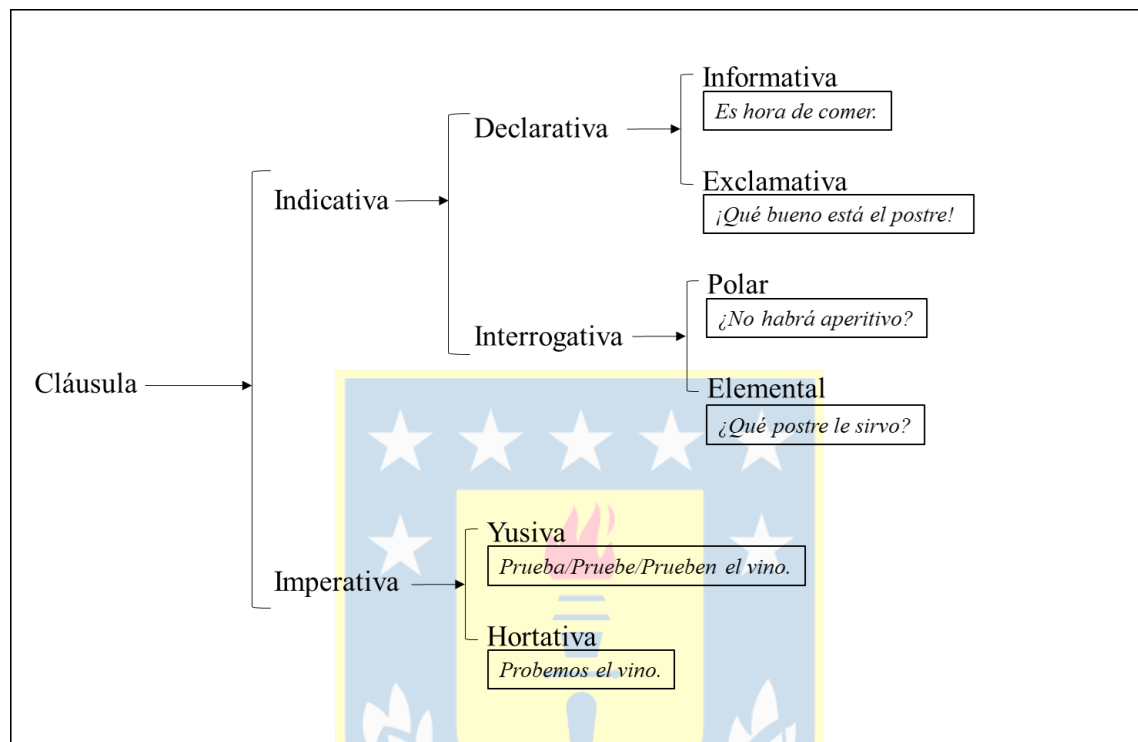 Informativa
Es hora de comer.
Declarativa
Exclamativa
¡Qué bueno está el postre!
Indicativa
Polar
¿No habrá aperitivo?
Interrogativa
Elemental
¿Qué postre le sirvo?
Cláusula
Yusiva
Prueba/Pruebe/Prueben el vino.
Imperativa
Hortativa
Probemos el vino.